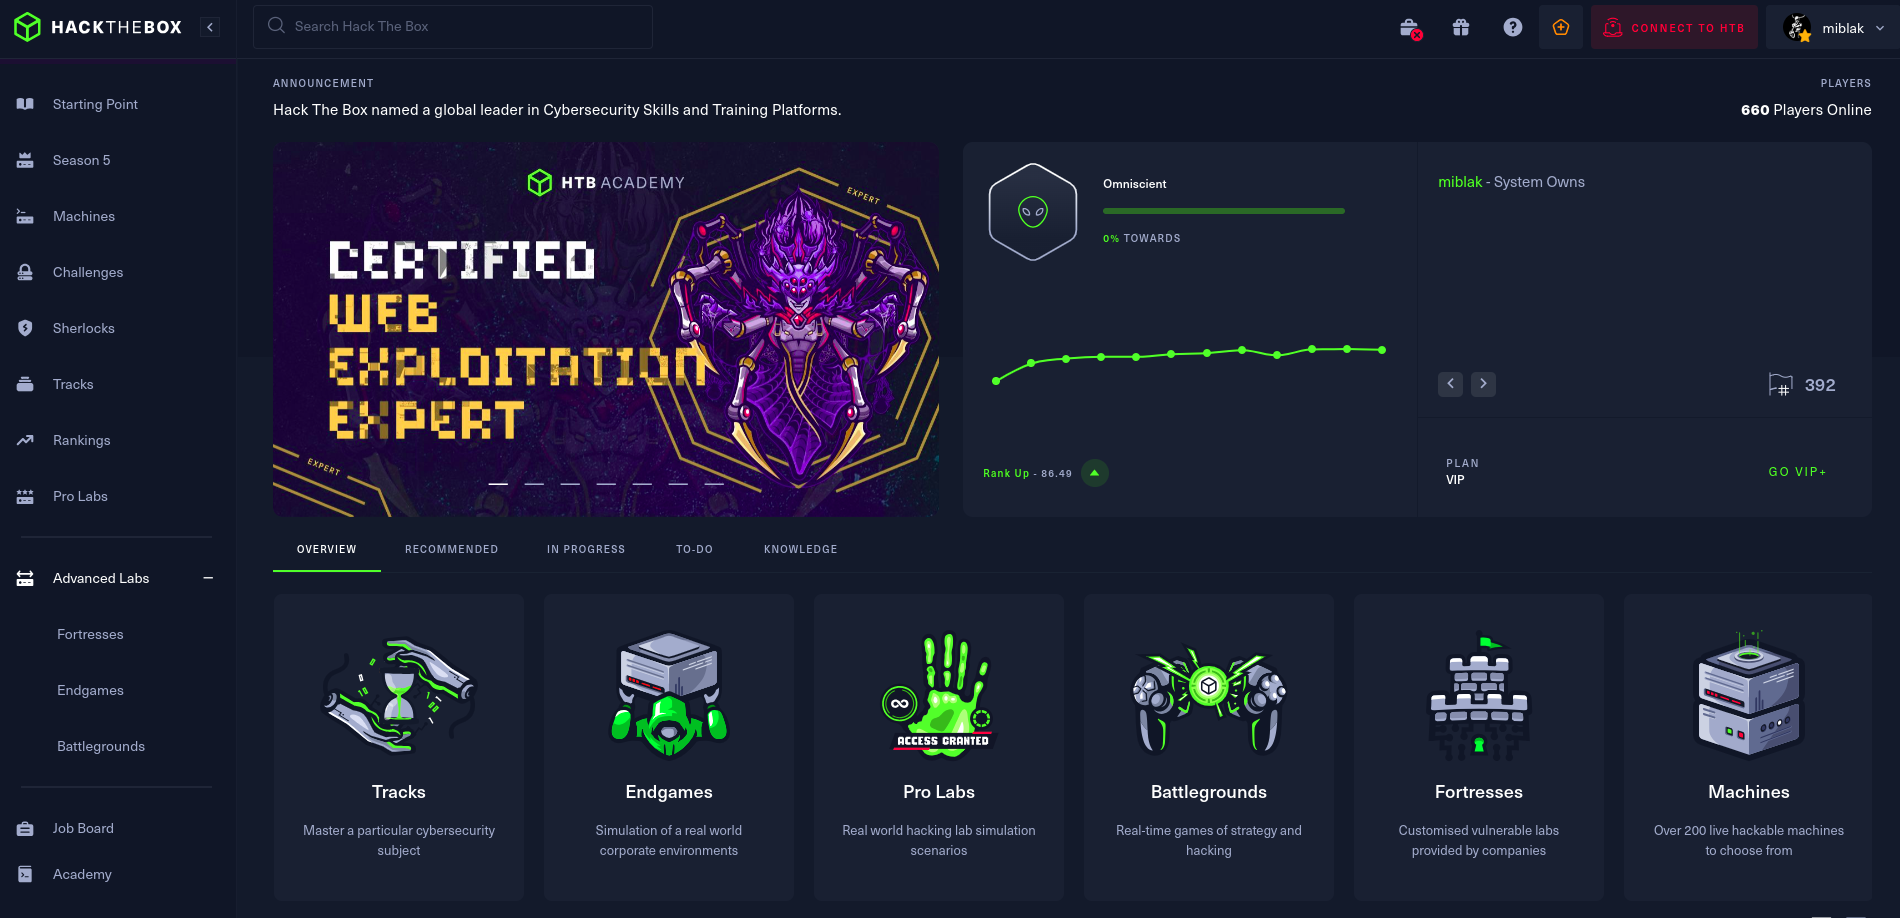 HACKTHEBOX
Search Hack The Box
CONNECT TO HTB
miblak
Starting Point
Season 5
Machines
Challenges
Sherlocks
Tracks
Rankings
Pro Labs
Advanced Labs
Fortresses
Endgames
Battlegrounds
Job Board
Academy
ANNOUNCEMENT
Hack The Box named a global leader in Cybersecurity Skills and Training Platforms.
PLAYERS
660 Players Online
HTB ACADEMY
CERTIFIED
WEB
EXPLOITATION
EXPERT
EXPERT
EXPERT
Omniscient
0% TOWARDS
Rank Up - 86.49
miblak - System Owns
392
PLAN
VIP
GO VIP+
OVERVIEW
RECOMMENDED
IN PROGRESS
TO-DO
KNOWLEDGE
Tracks
Master a particular cybersecurity
subject
Endgames
Simulation of a real world
corporate environments
ACCESS GRANTED
Pro Labs
Real world hacking lab simulation
scenarios
Battlegrounds
Real-time games of strategy and
hacking
Fortresses
Customised vulnerable labs
provided by companies
Machines
Over 200 live hackable machines
to choose from